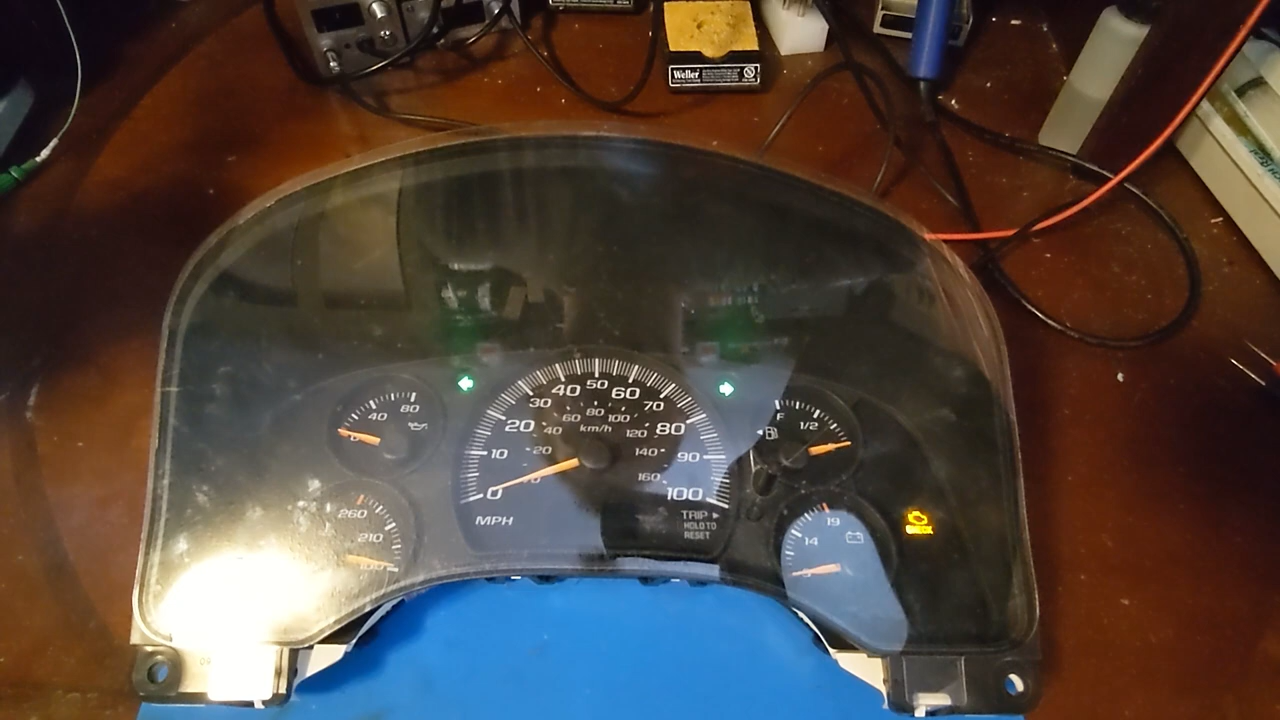 Weller
40 80
0
260
210
100
0 10 20 30 40 50 60 70 80 90 100
20 40 60 80 100 120 140 160
km/h
MPH
TRIP ►
HOLD TO
RESET
F
1/2
19
14
CHECK